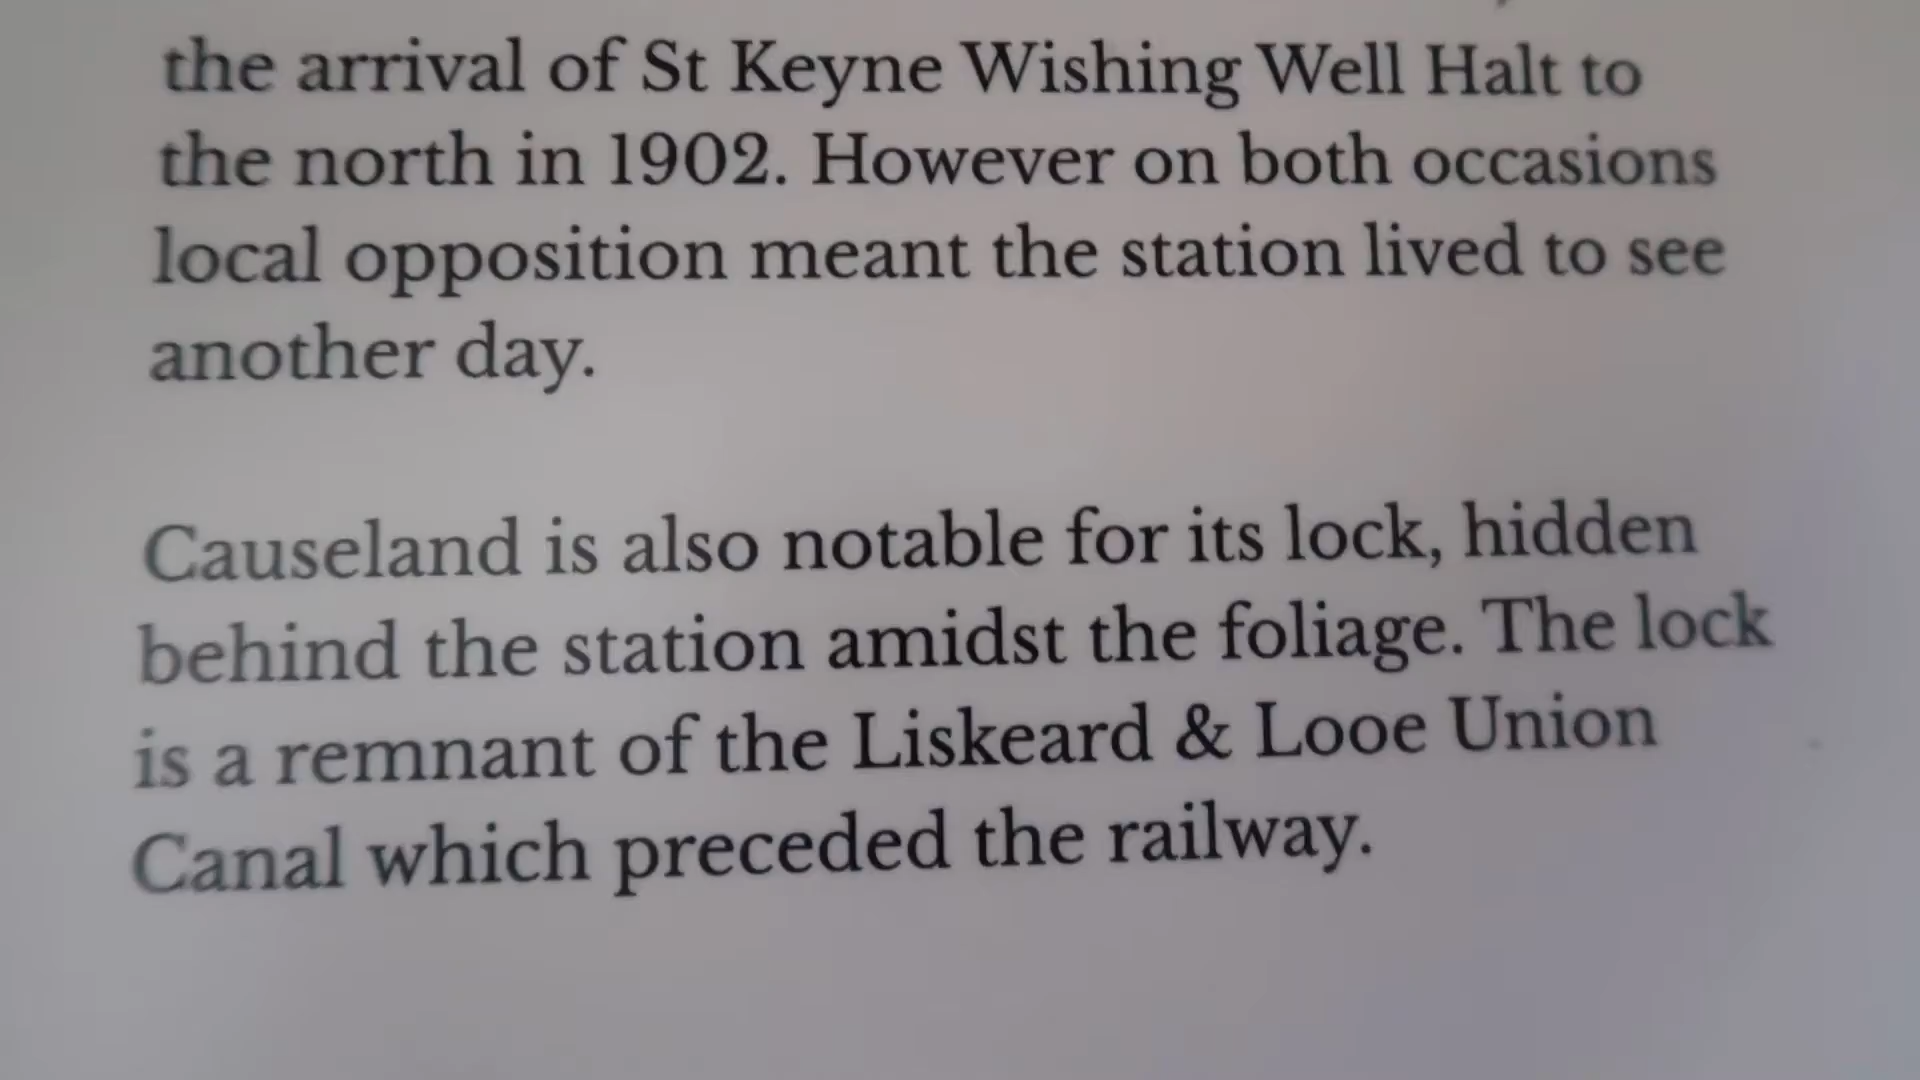 the arrival of St Keyne Wishing Well Halt to
the north in 1902. However on both occasions
local opposition meant the station lived to see
another day.
Causeland is also notable for its lock, hidden
behind the station amidst the foliage. The lock
is a remnant of the Liskeard & Looe Union
Canal which preceded the railway.